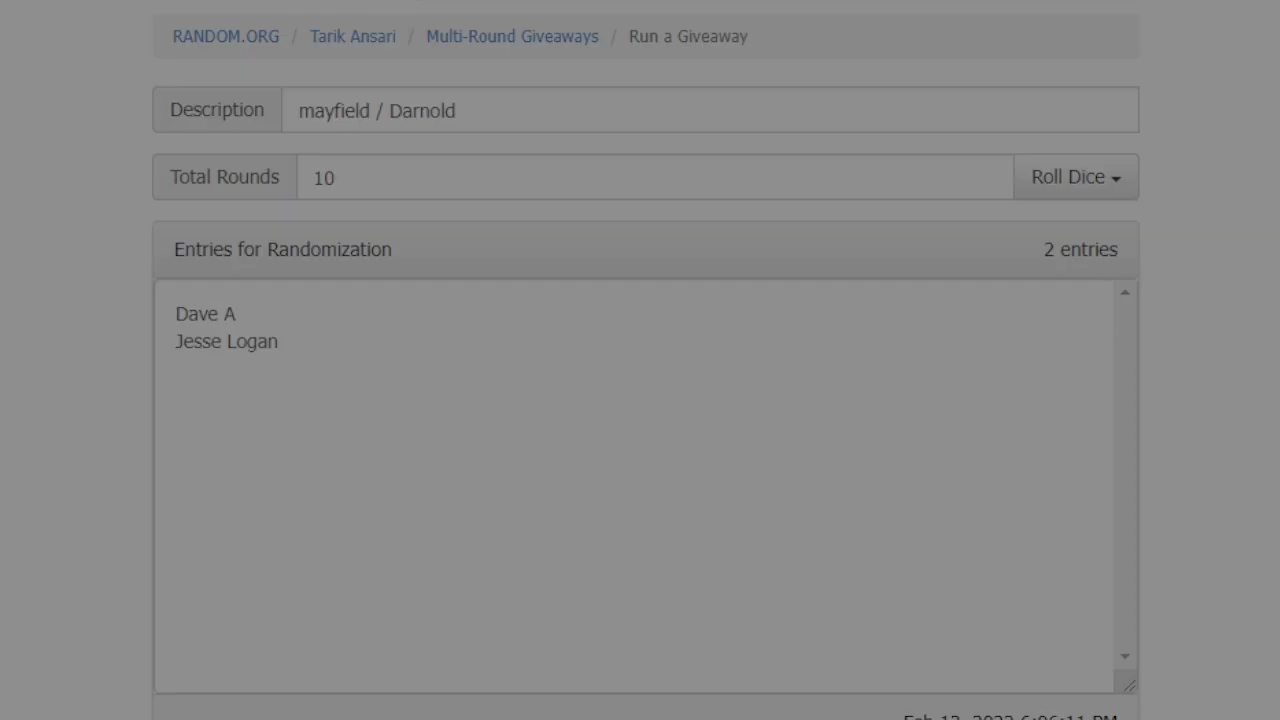 RANDOM.ORG / Tarik Ansari / Multi-Round Giveaways / Run a Giveaway
Description mayfield / Darnold
Total Rounds 10 Roll Dice
Entries for Randomization 2 entries
Dave A
Jesse Logan